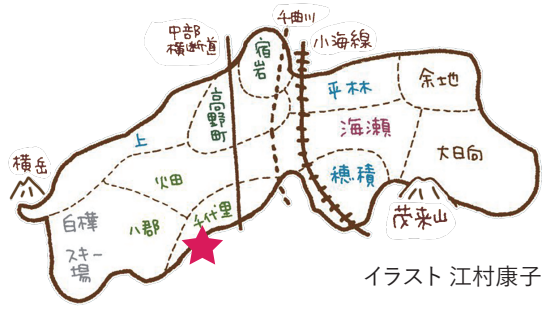 千曲川
中部
横断道
小海線
宿岩
平林
余地
高野町
海瀬
上
大日向
横岳
畑
穂積
千代里
茂来山
白樺
スキー
場
八郡
イラスト 江村康子